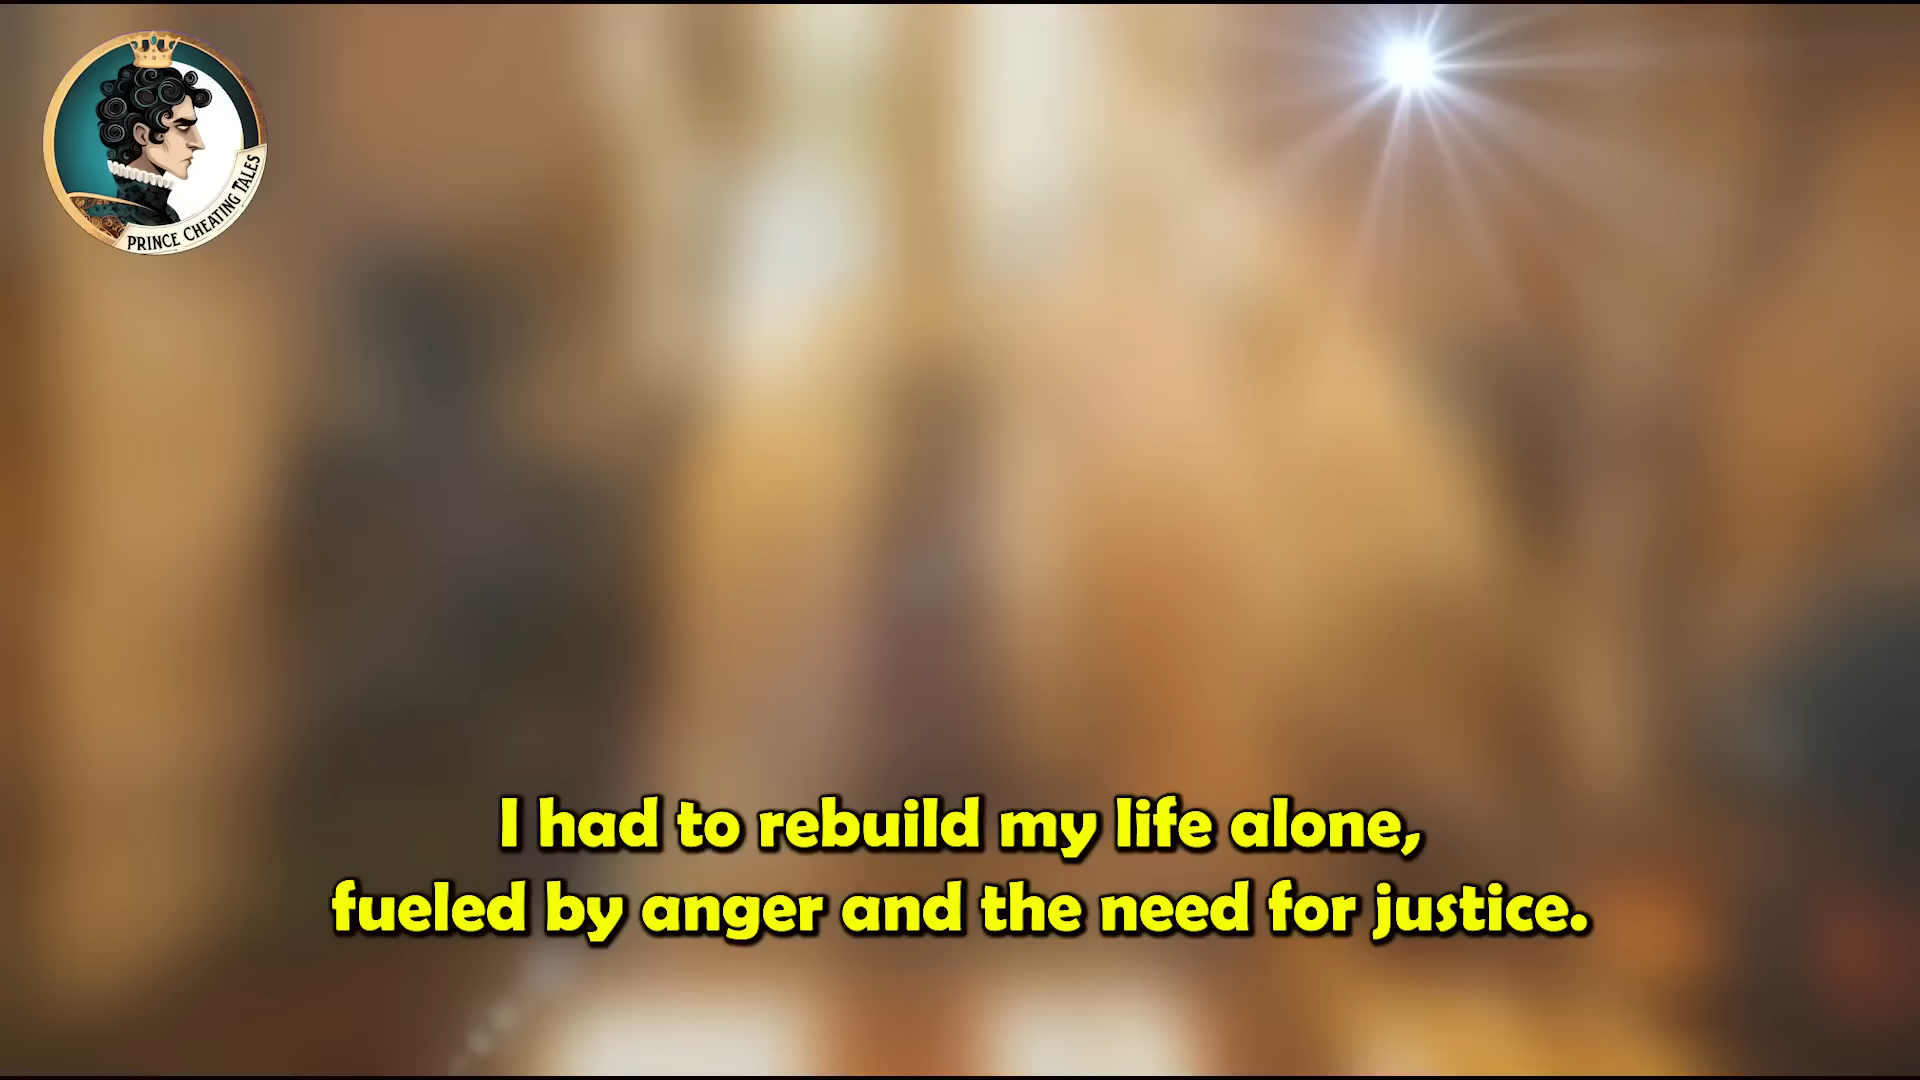 PRINCE CHEATING TALES
I had to rebuild my life alone,
fueled by anger and the need for justice.